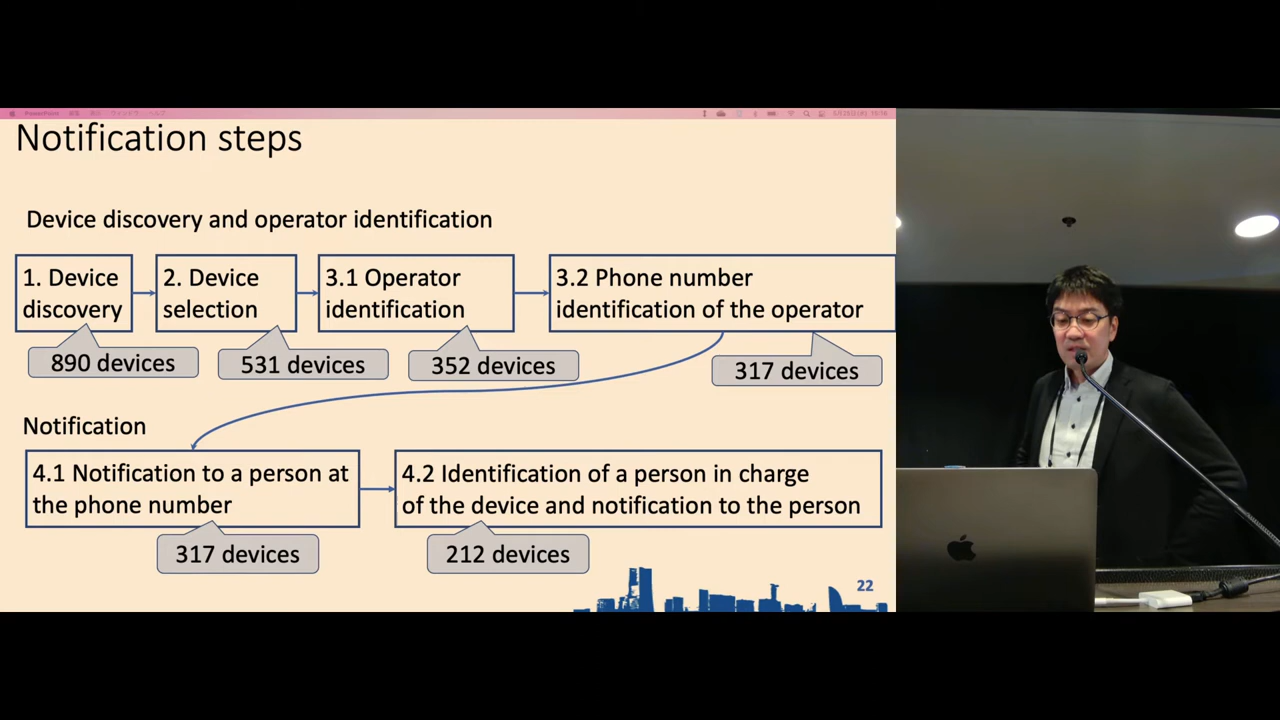 Notification steps
Device discovery and operator identification
1. Device
discovery
2. Device
selection
3.1 Operator
identification
3.2 Phone number
identification of the operator
890 devices
531 devices
352 devices
317 devices
Notification
4.1 Notification to a person at
the phone number
4.2 Identification of a person in charge
of the device and notification to the person
317 devices
212 devices
22